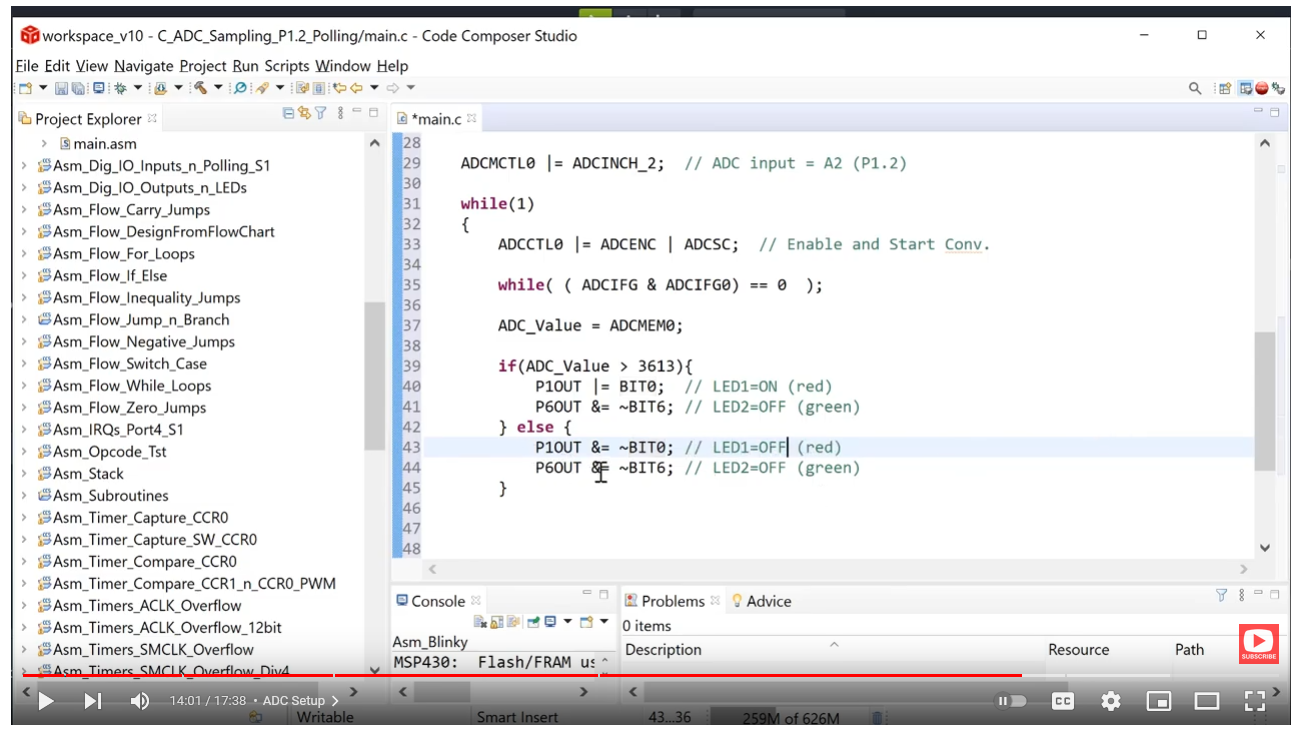 workspace_v10 - C_ADC_Sampling_P1.2_Polling/main.c - Code Composer Studio
File Edit View Navigate Project Run Scripts Window Help
Project Explorer
main.asm
Asm_Dig_IO_Inputs_n_Polling_S1
Asm_Dig_IO_Outputs_n_LEDs
Asm_Flow_Carry_Jumps
Asm_Flow_DesignFromFlowChart
Asm_Flow_For_Loops
Asm_Flow_If_Else
Asm_Flow_Inequality_Jumps
Asm_Flow_Jump_n_Branch
Asm_Flow_Negative_Jumps
Asm_Flow_Switch_Case
Asm_Flow_While_Loops
Asm_Flow_Zero_Jumps
Asm_IRQs_Port4_S1
Asm_Opcode_Tst
Asm_Stack
Asm_Subroutines
Asm_Timer_Capture_CCR0
Asm_Timer_Capture_SW_CCR0
Asm_Timer_Compare_CCR0
Asm_Timer_Compare_CCR1_n_CCR0_PWM
Asm_Timers_ACLK_Overflow
Asm_Timers_ACLK_Overflow_12bit
Asm_Timers_SMCLK_Overflow
Asm_Timers_SMCLK_Overflow_Div4
*main.c
28
29 ADCMCTL0 |= ADCINCH_2; // ADC input = A2 (P1.2)
30
31 while(1)
32 {
33 ADCCTL0 |= ADCENC | ADCSC; // Enable and Start Conv.
34
35 while( ( ADCIFG & ADCIFG0) == 0 );
36
37 ADC_Value = ADCMEM0;
38
39 if(ADC_Value > 3613){
40 P1OUT |= BIT0; // LED1=ON (red)
41 P6OUT &= ~BIT6; // LED2=OFF (green)
42 } else {
43 P1OUT &= ~BIT0; // LED1=OFF (red)
44 P6OUT &= ~BIT6; // LED2=OFF (green)
45 }
46
47
48
Console
Asm_Blinky
MSP430: Flash/FRAM us
Problems Advice
0 items
Description Resource Path
SUBSCRIBE
14:01 / 17:38 • ADC Setup
CC
Writable Smart Insert 43...36 259M of 626M